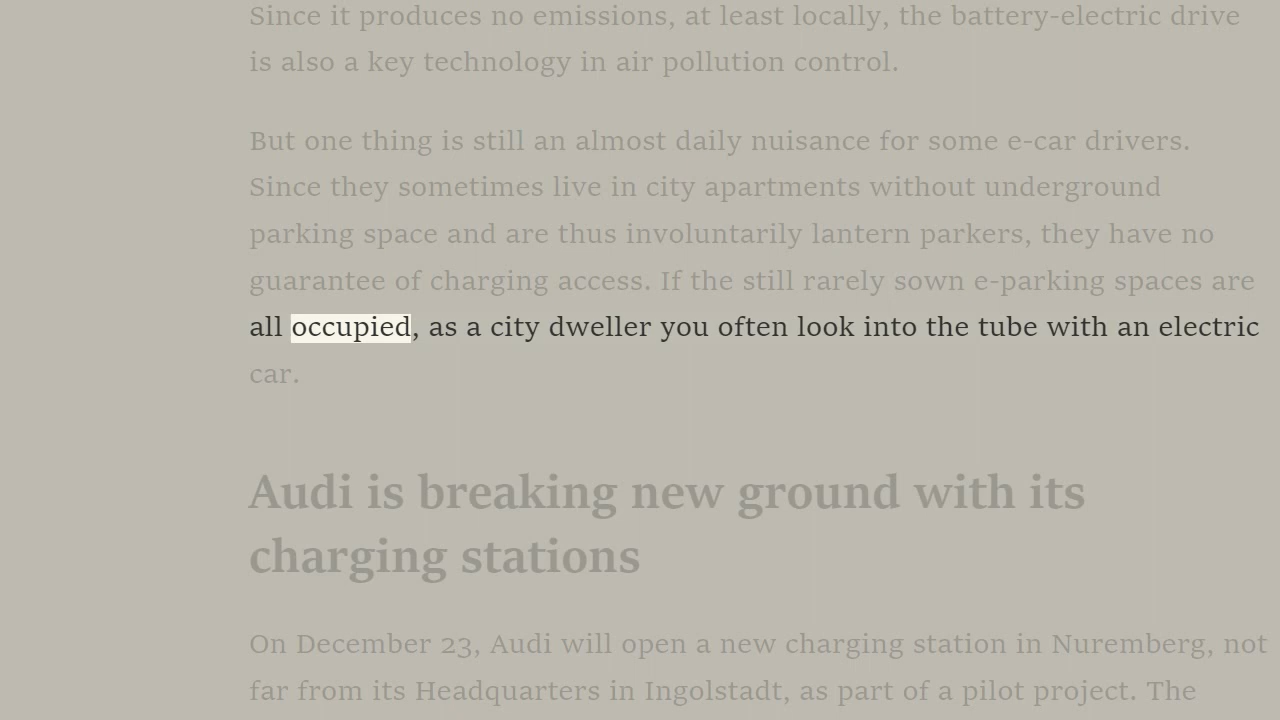 Since it produces no emissions, at least locally, the battery-electric drive
is also a key technology in air pollution control.
But one thing is still an almost daily nuisance for some e-car drivers.
Since they sometimes live in city apartments without underground
parking space and are thus involuntarily lantern parkers, they have no
guarantee of charging access. If the still rarely sown e-parking spaces are
all occupied, as a city dweller you often look into the tube with an electric
car.
Audi is breaking new ground with its
charging stations
On December 23, Audi will open a new charging station in Nuremberg, not
far from its Headquarters in Ingolstadt, as part of a pilot project. The